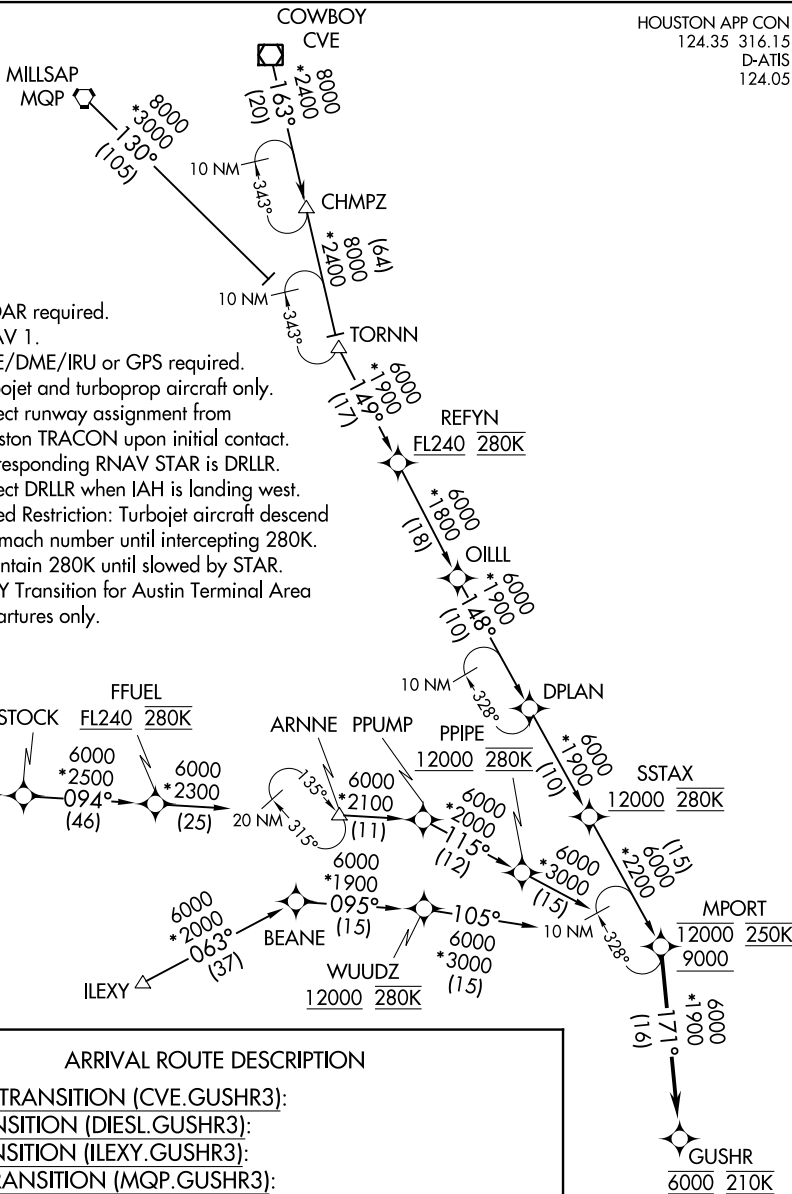 HOUSTON APP CON
124.35 316.15
D-ATIS
124.05
COWBOY
CVE
MILLSAP
MQP
8000
*2400
163°
(20)
8000
*3000
130°
(105)
10 NM
343°
CHMPZ
(64)
8000
*2400
10 NM
343°
TORNN
6000
*1900
149°
(17)
REFYN
FL240 280K
6000
*1800
(18)
OILLL
6000
*1900
148°
(10)
10 NM
328°
DPLAN
6000
*1900
(10)
SSTAX
12000 280K
(15)
6000
*2200
MPORT
12000 250K
9000
6000
*1900
171°
(16)
GUSHR
6000 210K
DAR required.
AV 1.
E/DME/IRU or GPS required.
bojet and turboprop aircraft only.
ect runway assignment from
ston TRACON upon initial contact.
responding RNAV STAR is DRLLR.
ect DRLLR when IAH is landing west.
ed Restriction: Turbojet aircraft descend
mach number until intercepting 280K.
ntain 280K until slowed by STAR.
Y Transition for Austin Terminal Area
artures only.
STOCK
6000
*2500
094°
(46)
FFUEL
FL240 280K
6000
*2300
(25)
20 NM
135°
315°
ARNNE
6000
*2100
(11)
PPUMP
6000
*2000
115°
(12)
PPIPE
12000 280K
6000
*3000
(15)
10 NM
328°
6000
*1900
095°
(15)
BEANE
6000
*2000
063°
(37)
ILEXY
105°
6000
*3000
(15)
WUUDZ
12000 280K
ARRIVAL ROUTE DESCRIPTION
TRANSITION (CVE.GUSHR3):
NSITION (DIESL.GUSHR3):
NSITION (ILEXY.GUSHR3):
RANSITION (MQP.GUSHR3):